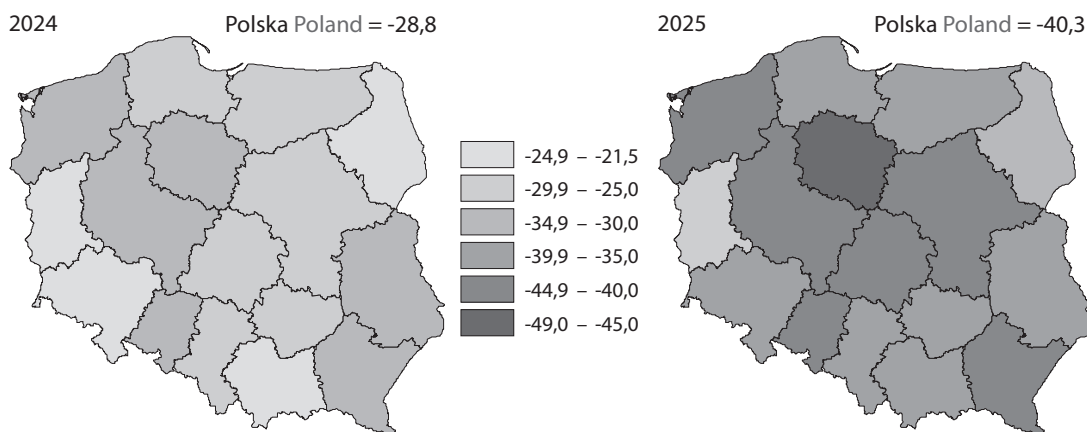 2024 Polska Poland = -28,8
2025 Polska Poland = -40,3
-24,9 – -21,5
-29,9 – -25,0
-34,9 – -30,0
-39,9 – -35,0
-44,9 – -40,0
-49,0 – -45,0